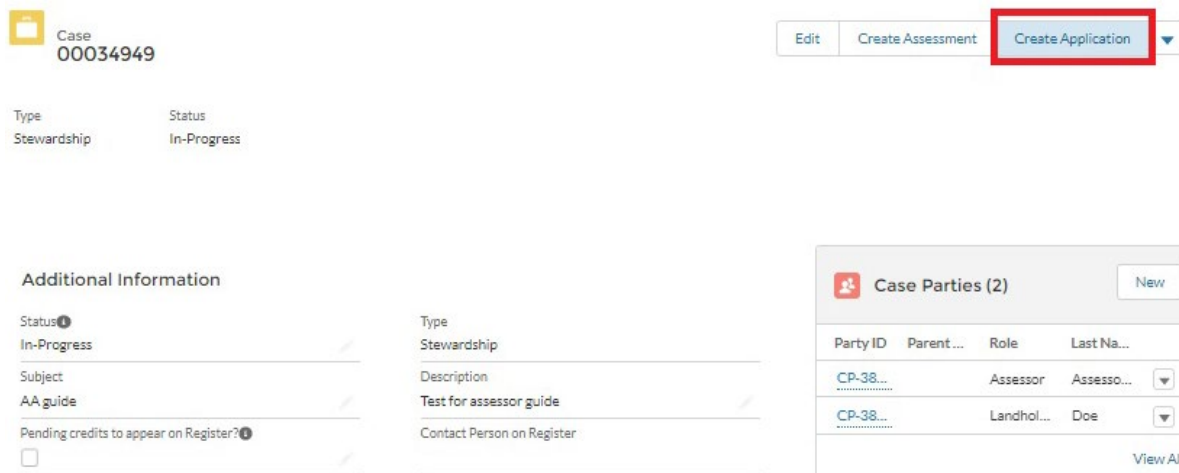 Case
00034949
Edit Create Assessment Create Application
Type Status
Stewardship In-Progress
Additional Information
Status
In-Progress
Type
Stewardship
Subject
AA guide
Description
Test for assessor guide
Pending credits to appear on Register?
Contact Person on Register
Case Parties (2)
New
Party ID Parent ... Role Last Na...
CP-38... Assessor Assesso...
CP-38... Landhol... Doe
View Al